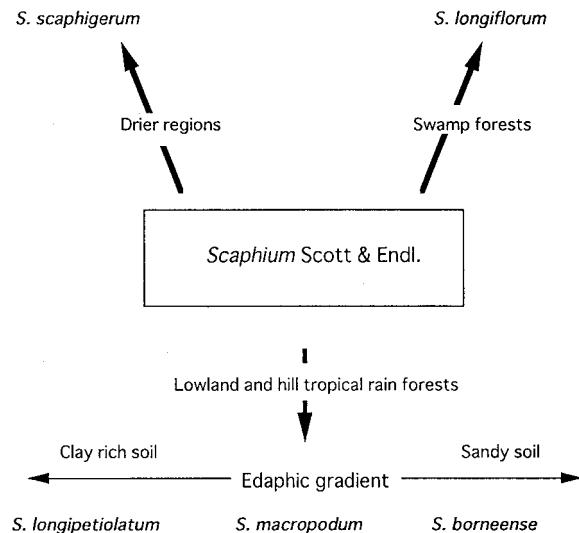 S. scaphigerum S. longiflorum
Drier regions Swamp forests
Scaphium Scott & Endl.
Lowland and hill tropical rain forests
Clay rich soil Sandy soil
Edaphic gradient
S. longipetiolatum S. macropodum S. borneense